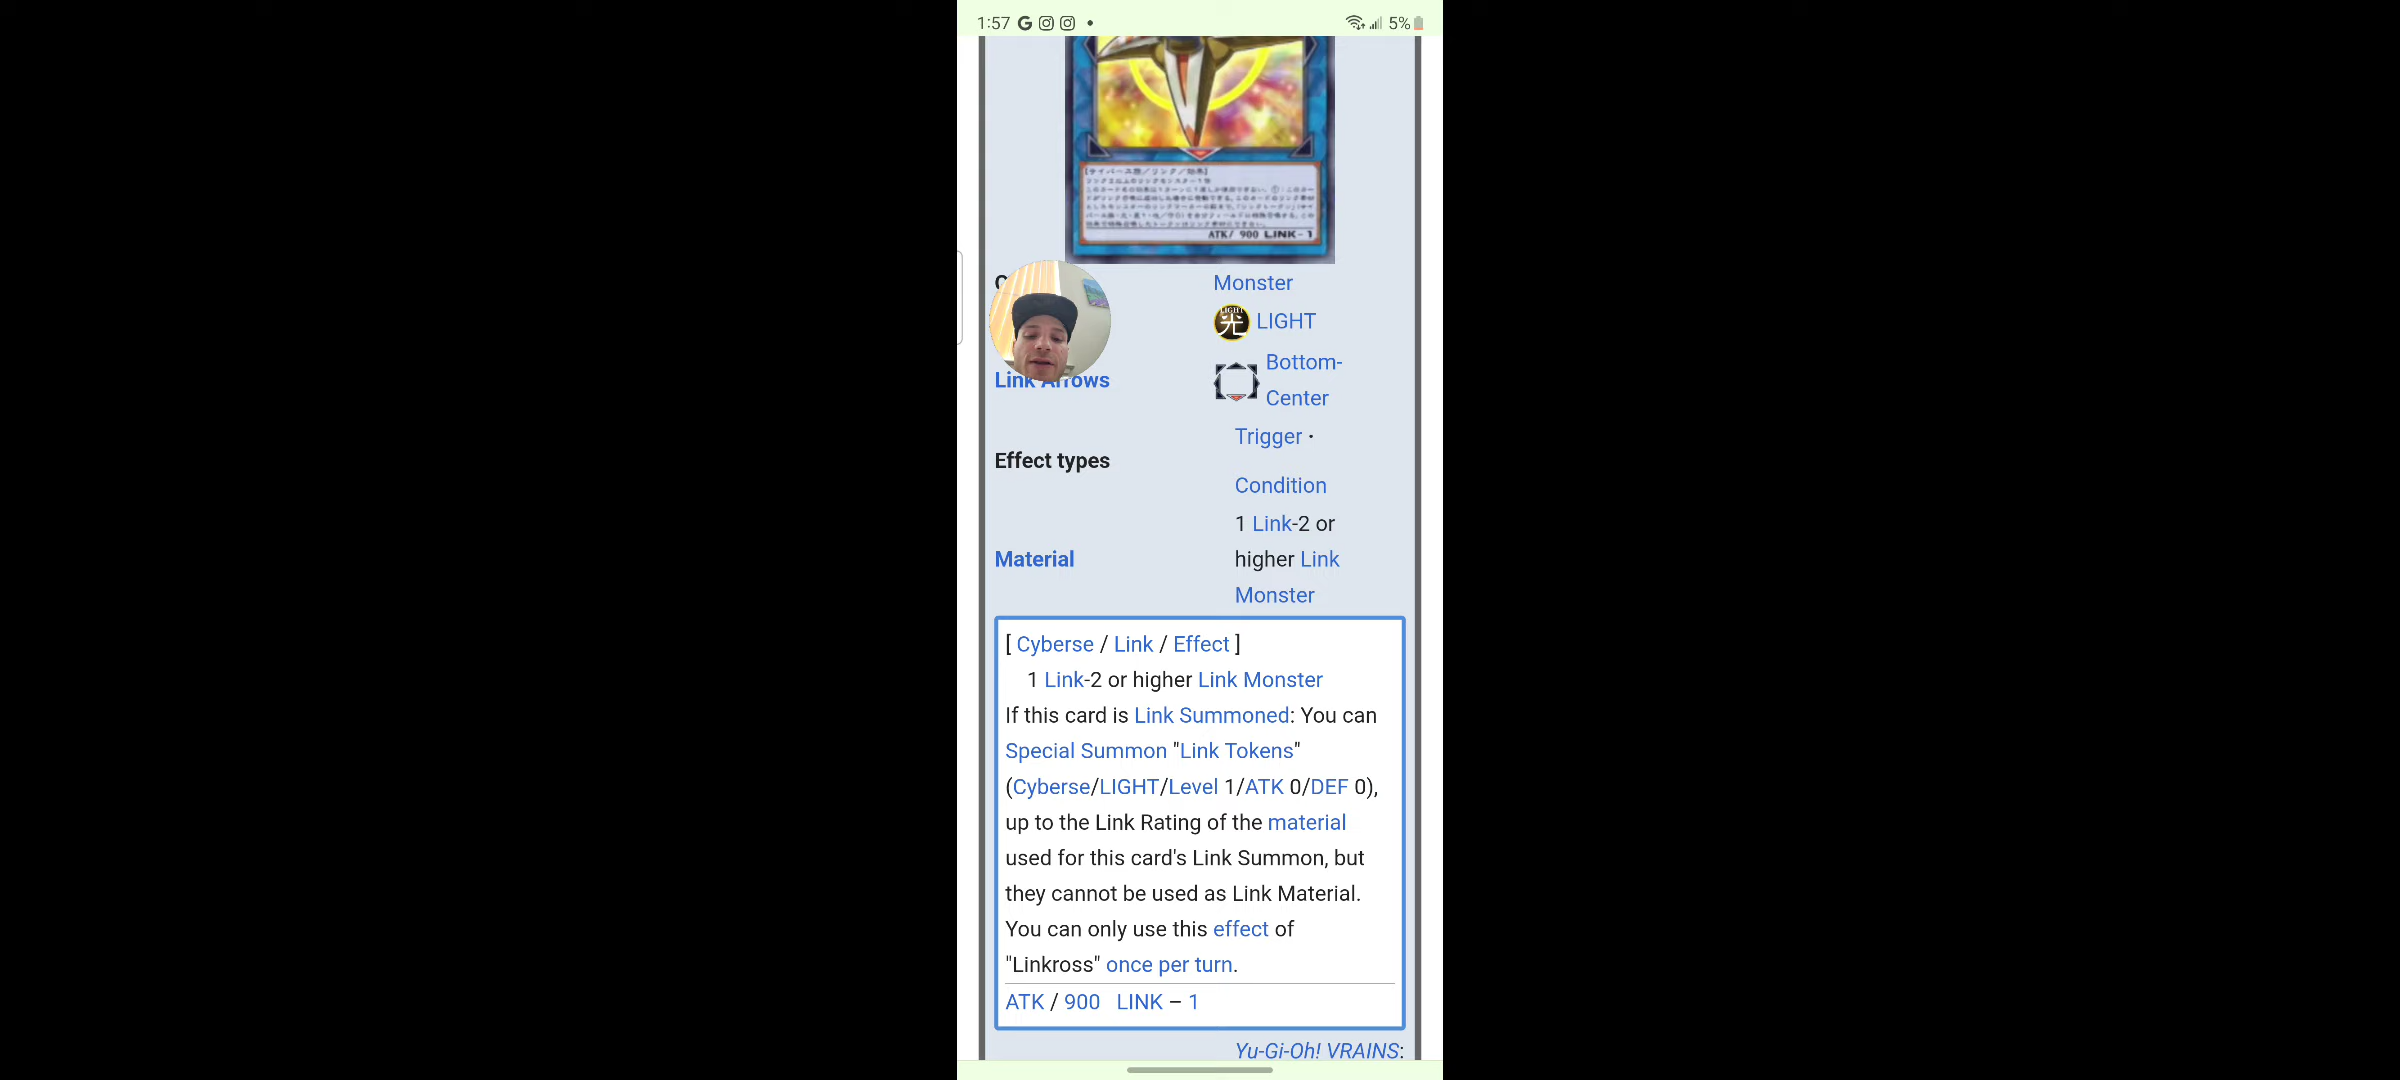 1:57 G
5%
ATK/ 900 LINK-1
Monster
LIGHT
光 LIGHT
Link Arrows
Bottom-
Center
Trigger •
Effect types
Condition
1 Link-2 or
Material
higher Link
Monster
[ Cyberse / Link / Effect ]
1 Link-2 or higher Link Monster
If this card is Link Summoned: You can
Special Summon "Link Tokens"
(Cyberse/LIGHT/Level 1/ATK 0/DEF 0),
up to the Link Rating of the material
used for this card's Link Summon, but
they cannot be used as Link Material.
You can only use this effect of
"Linkross" once per turn.
ATK / 900 LINK – 1
Yu-Gi-Oh! VRAINS: